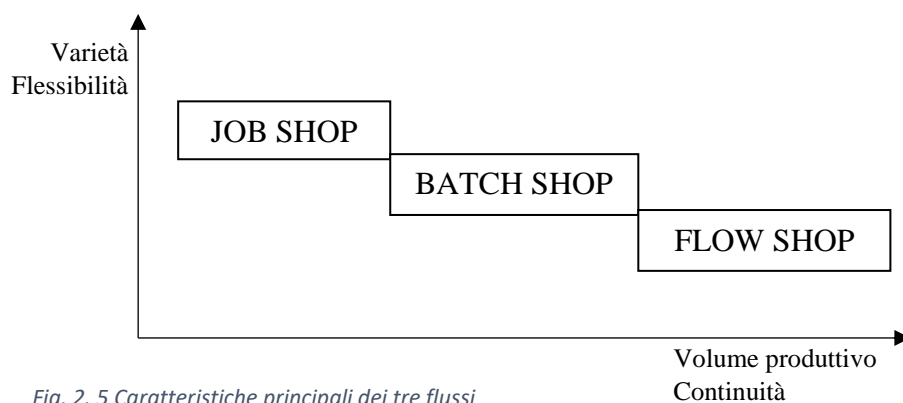 Varietà
Flessibilità
JOB SHOP
BATCH SHOP
FLOW SHOP
Volume produttivo
Continuità
Fig. 2. 5 Caratteristiche principali dei tre flussi